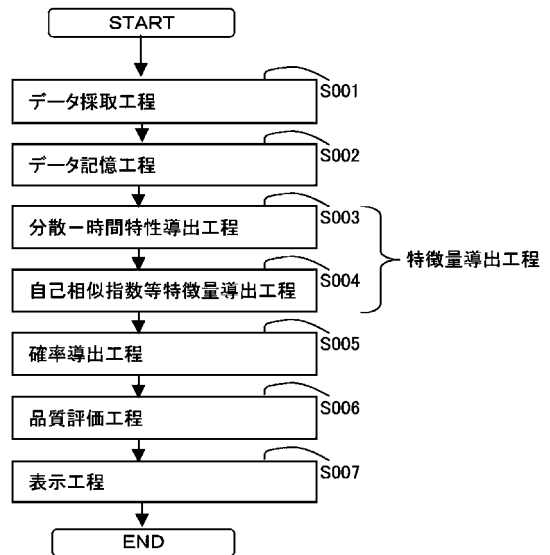 START
S001
データ採取工程
S002
データ記憶工程
S003
分散ー時間特性導出工程
特徴量導出工程
S004
自己相似指数等特徴量導出工程
S005
確率導出工程
S006
品質評価工程
S007
表示工程
END